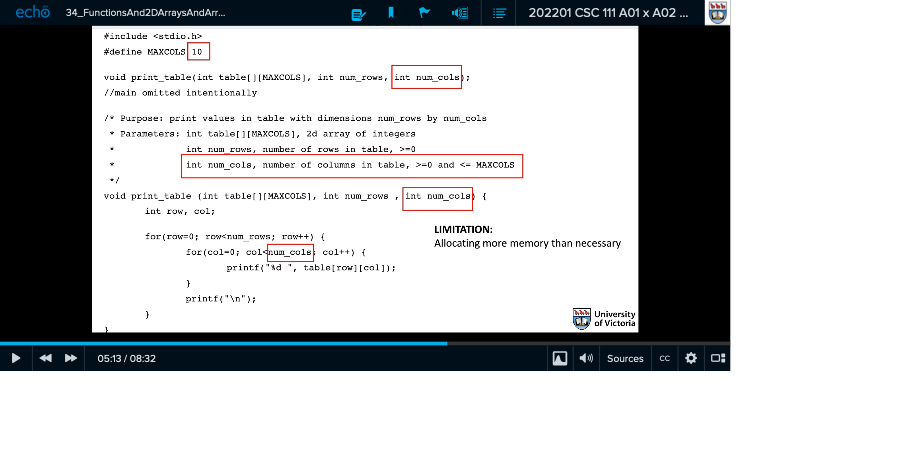 echo
34_FunctionsAnd2DArraysAndArr...
202201 CSC 111 A01 x A02 ...
#include <stdio.h>
#define MAXCOLS 10
void print_table(int table[][MAXCOLS], int num_rows, int num_cols);
//main omitted intentionally
/* Purpose: print values in table with dimensions num_rows by num_cols
* Parameters: int table[][MAXCOLS], 2d array of integers
* int num_rows, number of rows in table, >=0
* int num_cols, number of columns in table, >=0 and <= MAXCOLS
*/
void print_table (int table[][MAXCOLS], int num_rows , int num_cols) {
int row, col;
for(row=0; row<num_rows; row++) {
for(col=0; col<num_cols; col++) {
printf("%d ", table[row][col]);
}
printf("\n");
}
}
LIMITATION:
Allocating more memory than necessary
University
of Victoria
05:13 / 08:32
Sources
CC